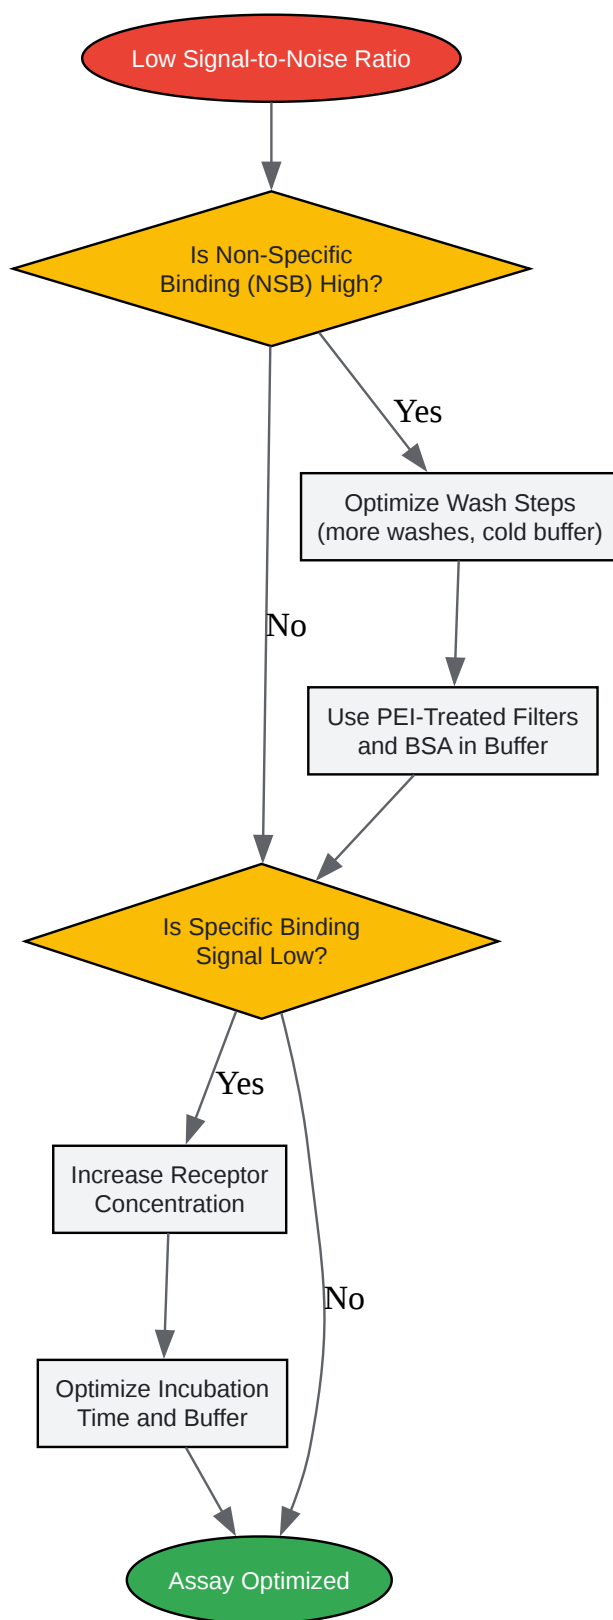 Low Signal-to-Noise Ratio
Is Non-Specific
Binding (NSB) High?
Yes
Optimize Wash Steps
(more washes, cold buffer)
No
Use PEI-Treated Filters
and BSA in Buffer
Is Specific Binding
Signal Low?
Yes
Increase Receptor
Concentration
No
Optimize Incubation
Time and Buffer
Assay Optimized